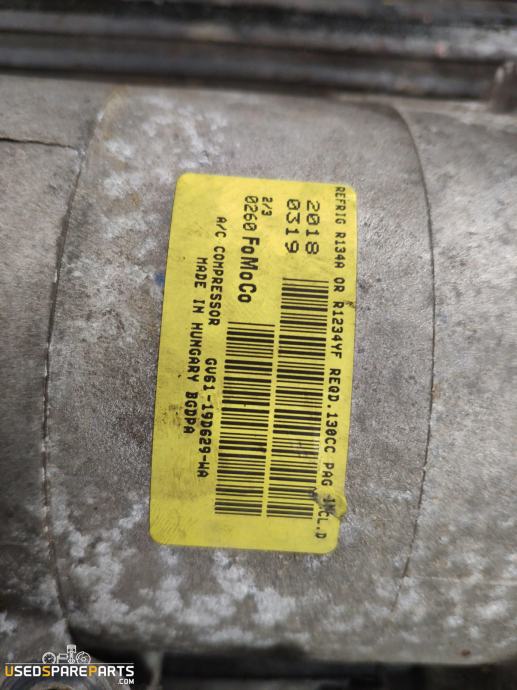 REFRIG R134A OR R1234YF REQD.130CC PAG INCL.D
2018
0319
2/3
0260 FoMoCo
A/C COMPRESSOR GV61-19D629-WA
MADE IN HUNGARY BGDPA
USEDSPAREPARTS.COM